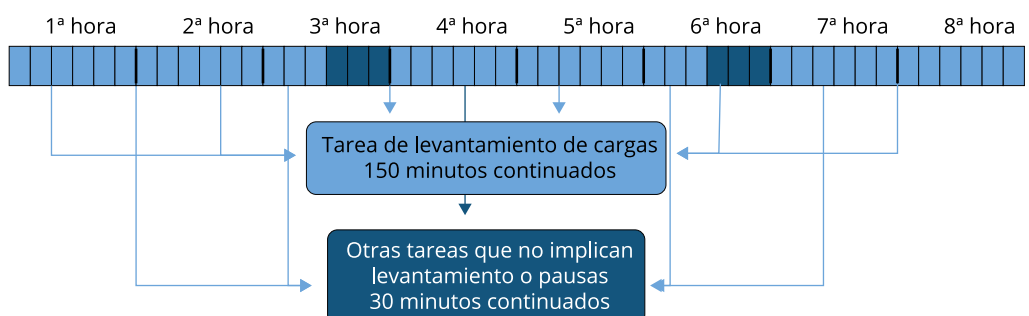 1ª hora
2ª hora
3ª hora
4ª hora
5ª hora
6ª hora
7ª hora
8ª hora
Tarea de levantamiento de cargas
150 minutos continuados
Otras tareas que no implican
levantamiento o pausas
30 minutos continuados